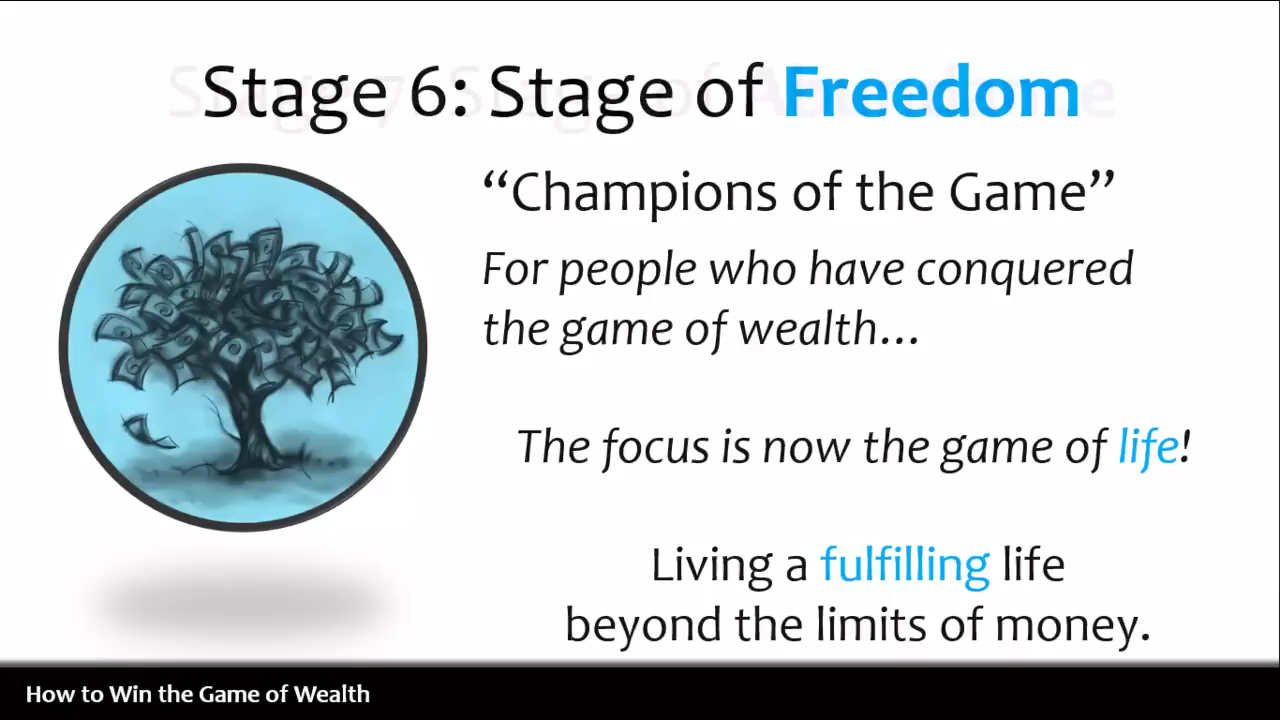 Stage 6: Stage of Freedom
“Champions of the Game”
For people who have conquered
the game of wealth...
The focus is now the game of life!
Living a fulfilling life
beyond the limits of money.
How to Win the Game of Wealth